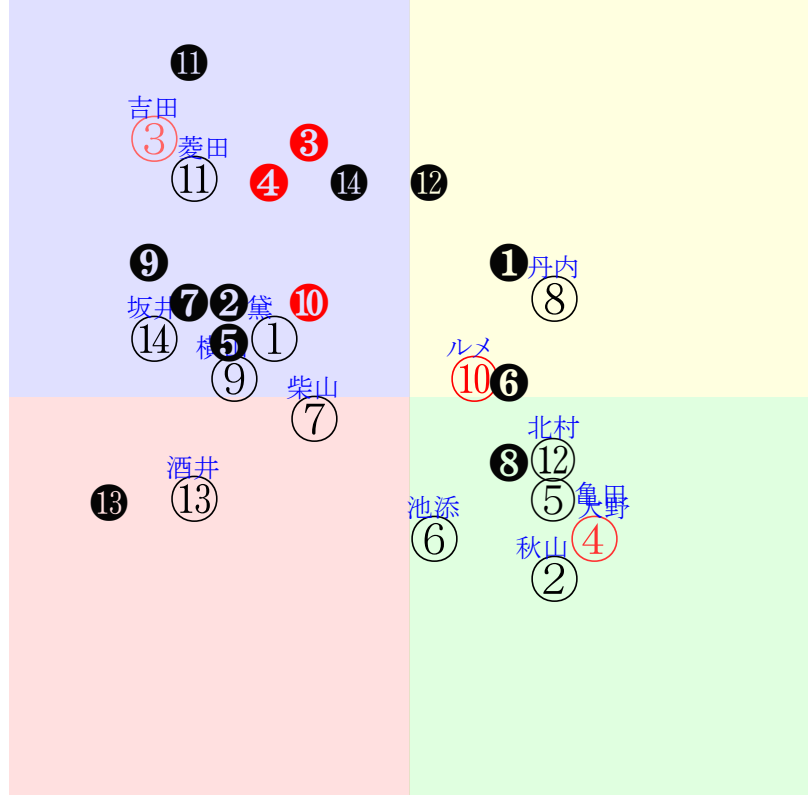 ⓫
吉田
③ 菱田
⑪
❸
❹ ⓮ ⓬
❾ ❶ 丹内
⑧
坂井 ❼ ❷ 黛 ❿
⑭ ❺ ①
ルメ
⑨ ⑩ ❻
柴山
⑦
北村
❽ ⑫
酒井
⓭ ⑬ ⑤ 亀田
池添 大野
⑥ ④
秋山
②